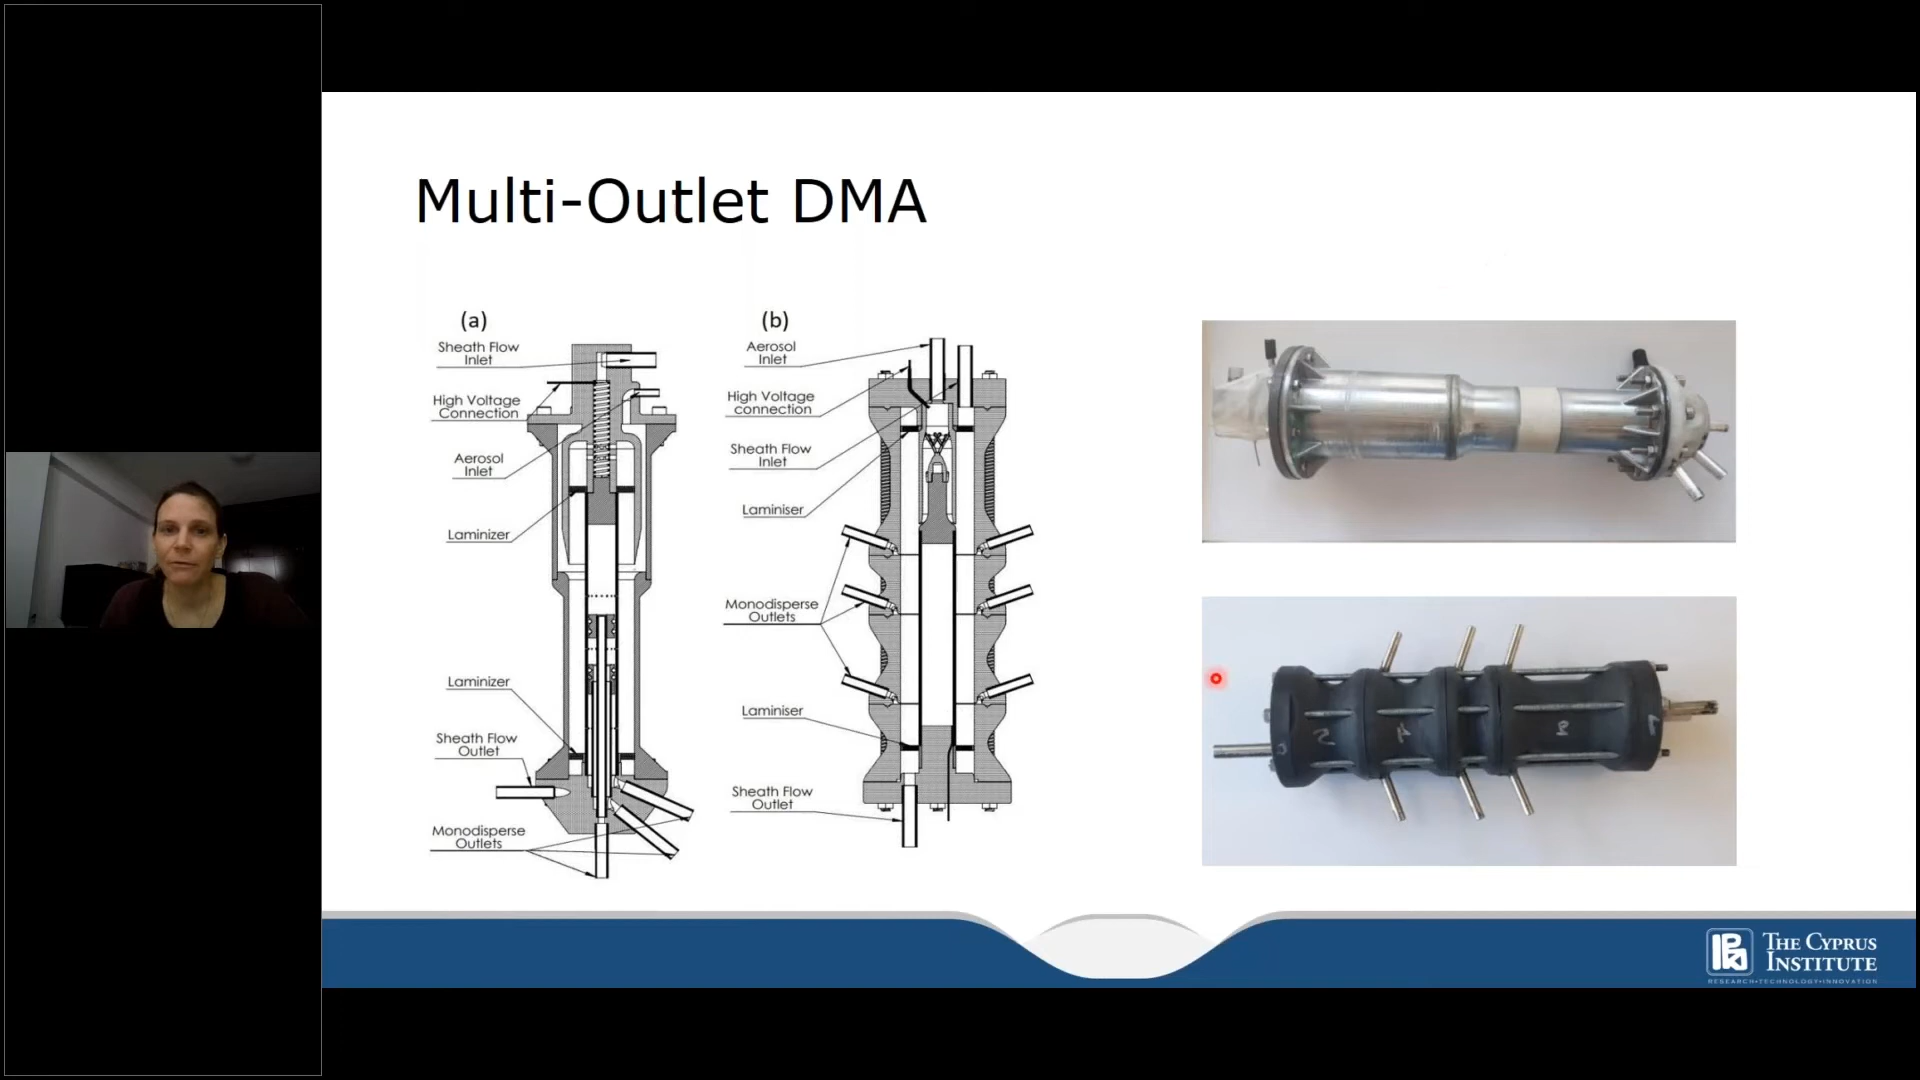 Multi-Outlet DMA
(a)
Sheath Flow
Inlet
High Voltage
Connection
Aerosol
Inlet
Laminizer
Laminizer
Sheath Flow
Outlet
Monodisperse
Outlets
(b)
Aerosol
Inlet
High Voltage
connection
Sheath Flow
Inlet
Laminiser
Monodisperse
Outlets
Laminiser
Sheath Flow
Outlet
THE CYPRUS
INSTITUTE
RESEARCH•TECHNOLOGY•INNOVATION